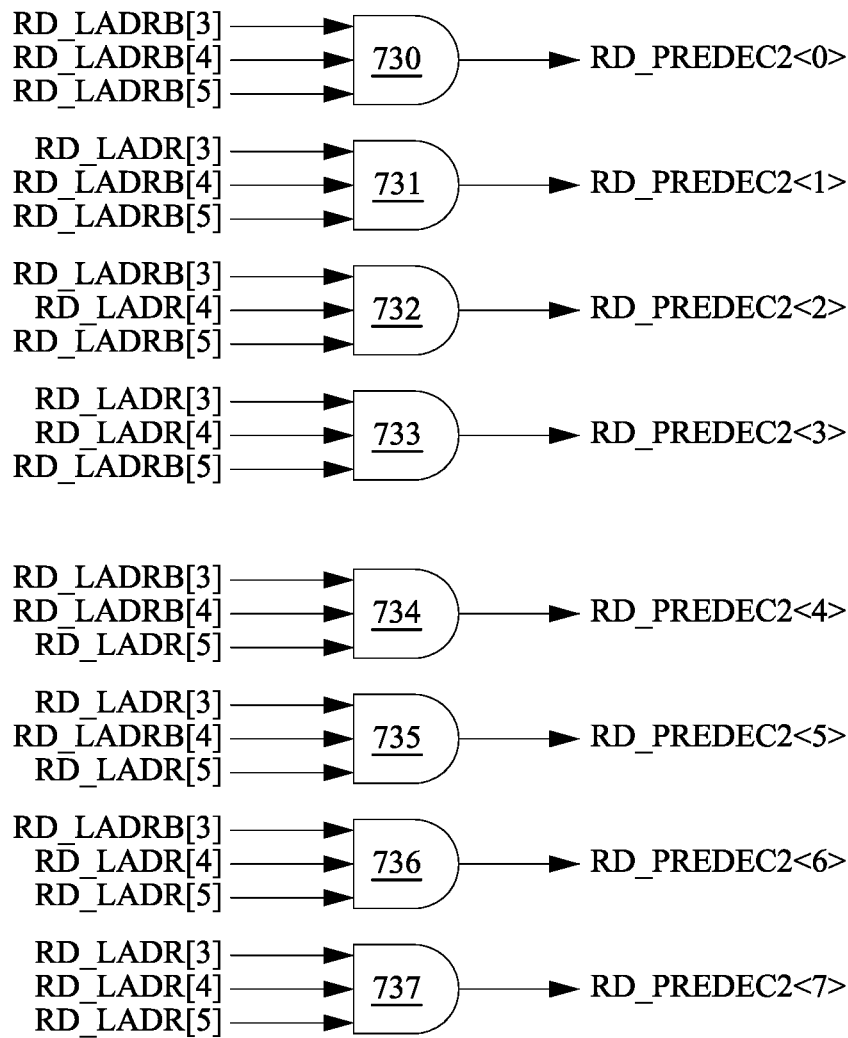 RD_LADRB[3]
RD_LADRB[4] 730 RD_PREDEC2<0>
RD_LADRB[5]
RD_LADR[3]
RD_LADRB[4] 731 RD_PREDEC2<1>
RD_LADRB[5]
RD_LADRB[3]
RD_LADR[4] 732 RD_PREDEC2<2>
RD_LADRB[5]
RD_LADR[3]
RD_LADR[4] 733 RD_PREDEC2<3>
RD_LADRB[5]
RD_LADRB[3]
RD_LADRB[4] 734 RD_PREDEC2<4>
RD_LADR[5]
RD_LADR[3]
RD_LADRB[4] 735 RD_PREDEC2<5>
RD_LADR[5]
RD_LADRB[3]
RD_LADR[4] 736 RD_PREDEC2<6>
RD_LADR[5]
RD_LADR[3]
RD_LADR[4] 737 RD_PREDEC2<7>
RD_LADR[5]